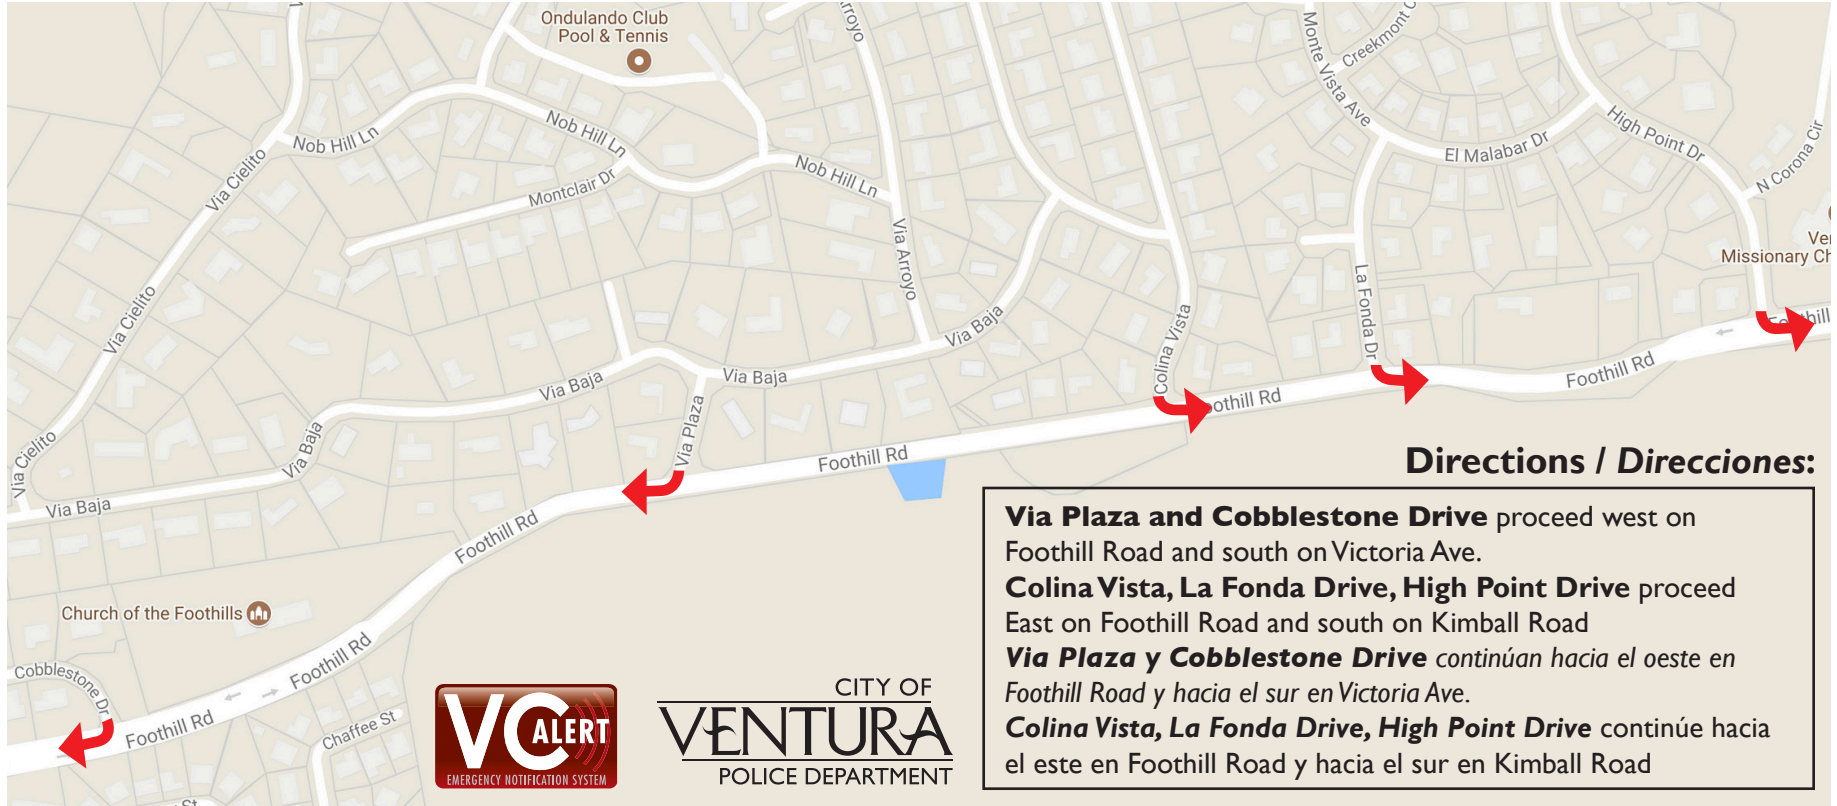 Ondulando Club
Pool & Tennis
Arroyo
Monte Vista Ave
Creekmont C
Nob Hill Ln
Nob Hill Ln
Nob Hill Ln
High Point Dr
El Malabar Dr
N Corona Cir
Via Cielito
Montclair Dr
Via Arroyo
Ver
Missionary Ch
Via Cielito
La Fonda Dr
Via Baja
Colina Vista
Foothill
Foothill Rd
Via Baja
Via Baja
oothill Rd
Via Plaza
Via Cielito
Via Baja
Foothill Rd
Via Baja
Foothill Rd
Church of the Foothills
Foothill Rd
Cobblestone Dr
Foothill Rd
Chaffee St
St
VC ALERT
EMERGENCY NOTIFICATION SYSTEM
CITY OF
VENTURA
POLICE DEPARTMENT
Directions / Direcciones:
Via Plaza and Cobblestone Drive proceed west on
Foothill Road and south on Victoria Ave.
Colina Vista, La Fonda Drive, High Point Drive proceed
East on Foothill Road and south on Kimball Road
Via Plaza y Cobblestone Drive continúan hacia el oeste en
Foothill Road y hacia el sur en Victoria Ave.
Colina Vista, La Fonda Drive, High Point Drive continúe hacia
el este en Foothill Road y hacia el sur en Kimball Road